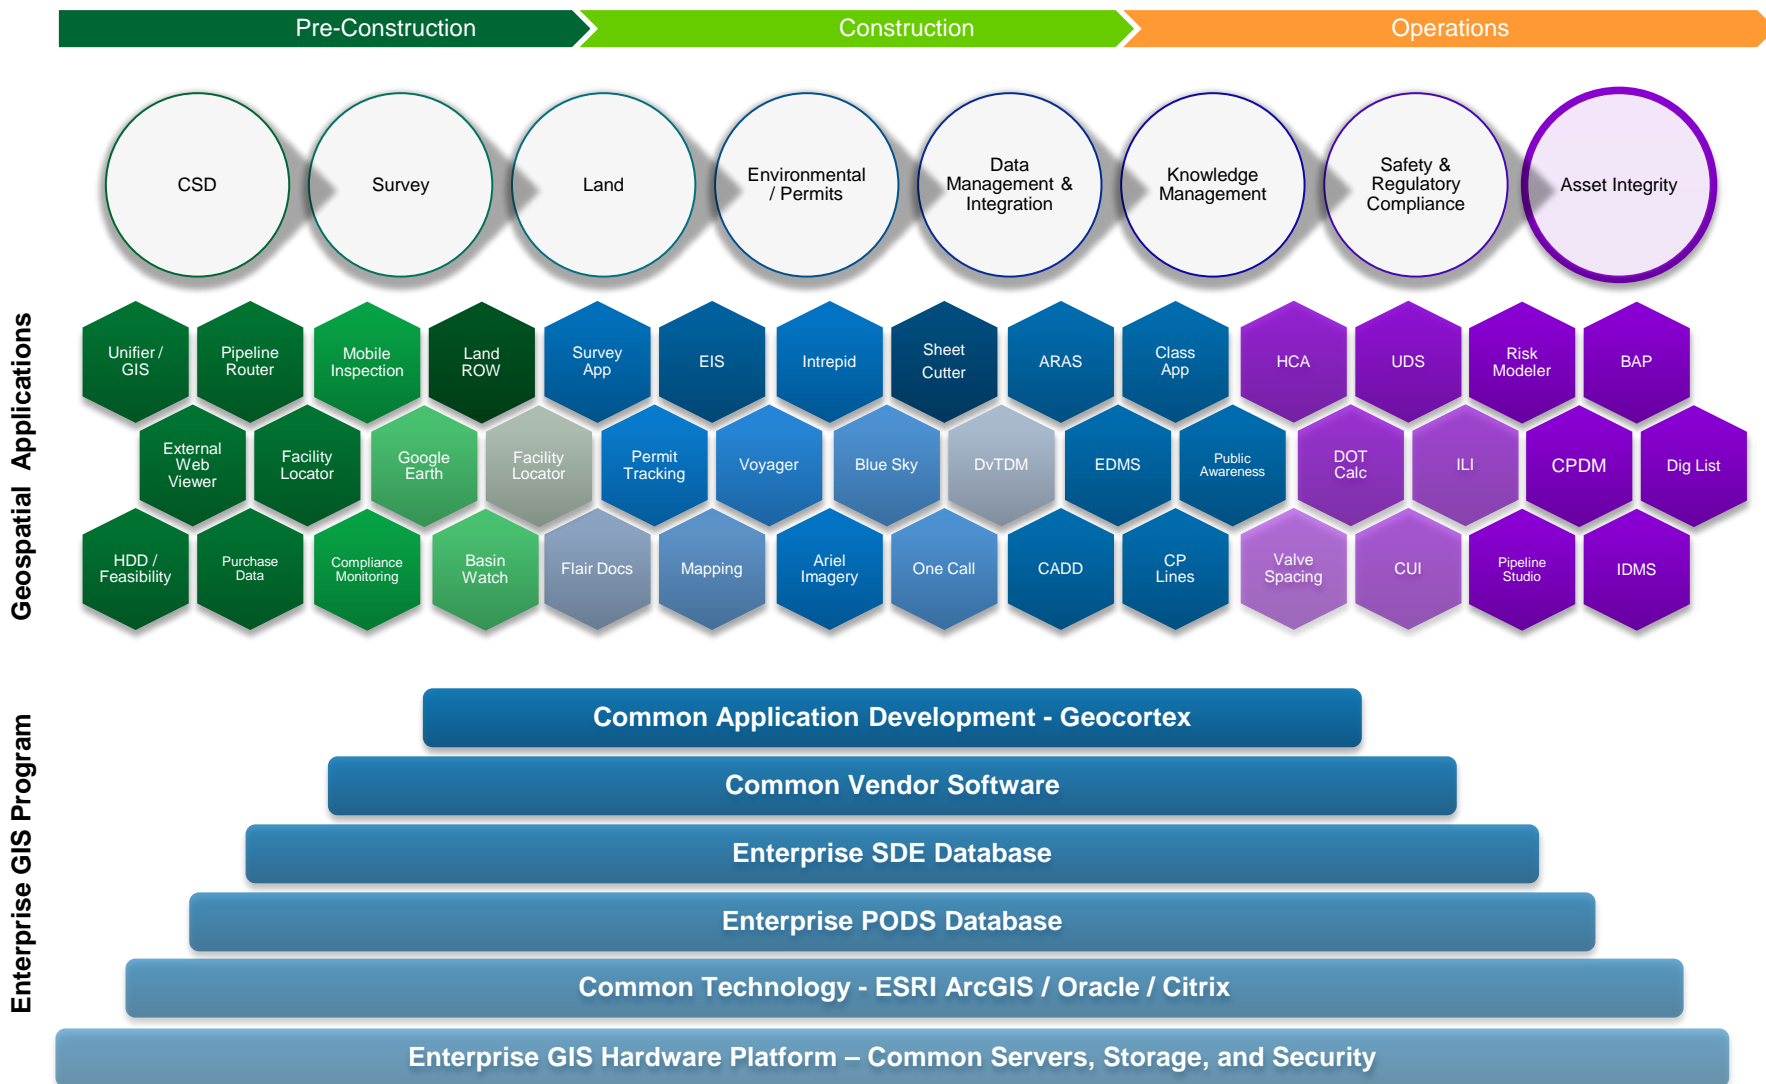 Pre-Construction
Construction
Operations
CSD
Survey
Land
Environmental
/ Permits
Data
Management &
Integration
Knowledge
Management
Safety &
Regulatory
Compliance
Asset Integrity
Geospatial Applications
Unifier /
GIS
Pipeline
Router
Mobile
Inspection
Land
ROW
Survey
App
EIS
Intrepid
Sheet
Cutter
ARAS
Class
App
HCA
UDS
Risk
Modeler
BAP
External
Web
Viewer
Facility
Locator
Google
Earth
Facility
Locator
Permit
Tracking
Voyager
Blue Sky
DvTDM
EDMS
Public
Awareness
DOT
Calc
ILI
CPDM
Dig List
HDD /
Feasibility
Purchase
Data
Compliance
Monitoring
Basin
Watch
Flair Docs
Mapping
Ariel
Imagery
One Call
CADD
CP
Lines
Valve
Spacing
CUI
Pipeline
Studio
IDMS
Enterprise GIS Program
Common Application Development - Geocortex
Common Vendor Software
Enterprise SDE Database
Enterprise PODS Database
Common Technology - ESRI ArcGIS / Oracle / Citrix
Enterprise GIS Hardware Platform – Common Servers, Storage, and Security